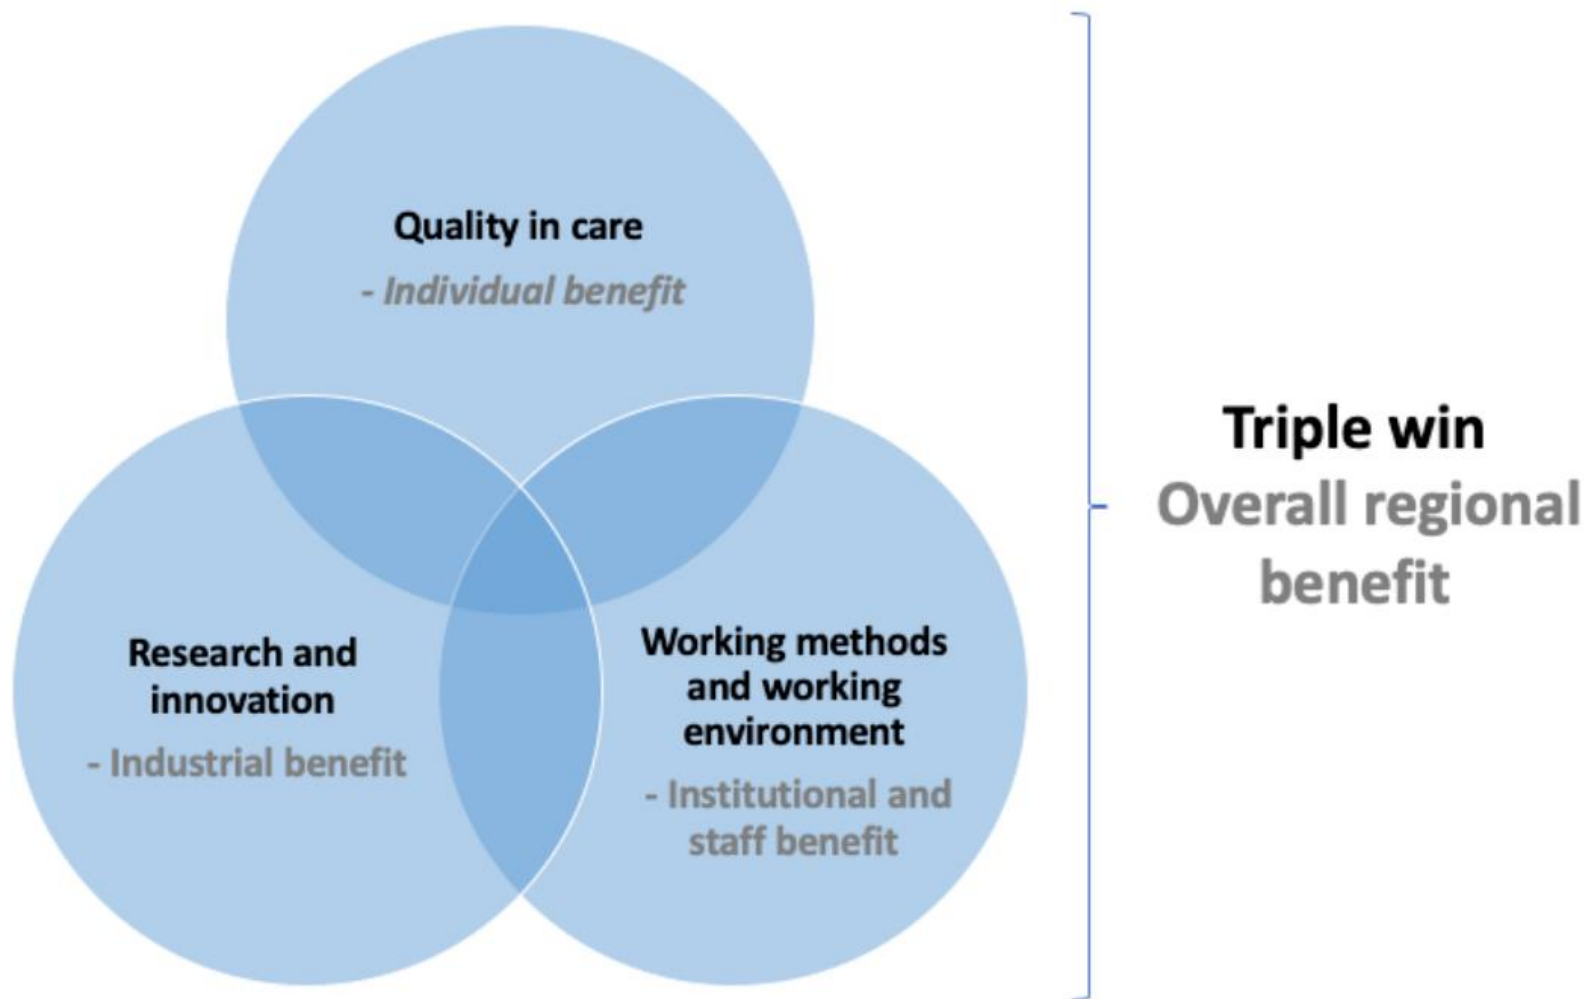 Quality in care
- Individual benefit
Research and
innovation
- Industrial benefit
Working methods
and working
environment
- Institutional and
staff benefit
Triple win
Overall regional
benefit